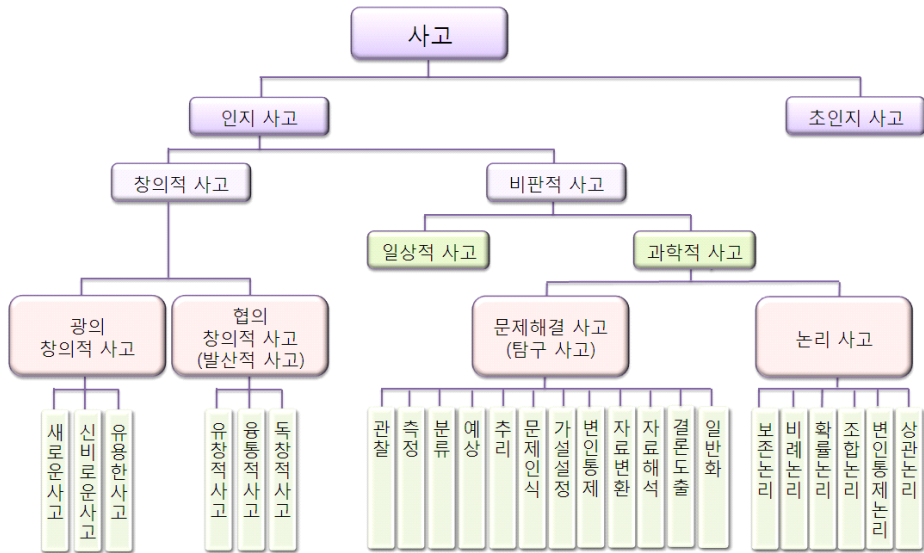 사고
인지 사고
초인지 사고
창의적 사고
비판적 사고
일상적 사고
과학적 사고
광의
창의적 사고
협의
창의적 사고
(발산적 사고)
문제해결 사고
(탐구 사고)
논리 사고
새로운사고
신비로운사고
유용한사고
유창적사고
융통적사고
독창적사고
관찰
측정
분류
예상
추리
문제인식
가설설정
변인통제
자료변환
자료해석
결론도출
일반화
보존논리
비례논리
확률논리
조합논리
변인통제논리
상관논리